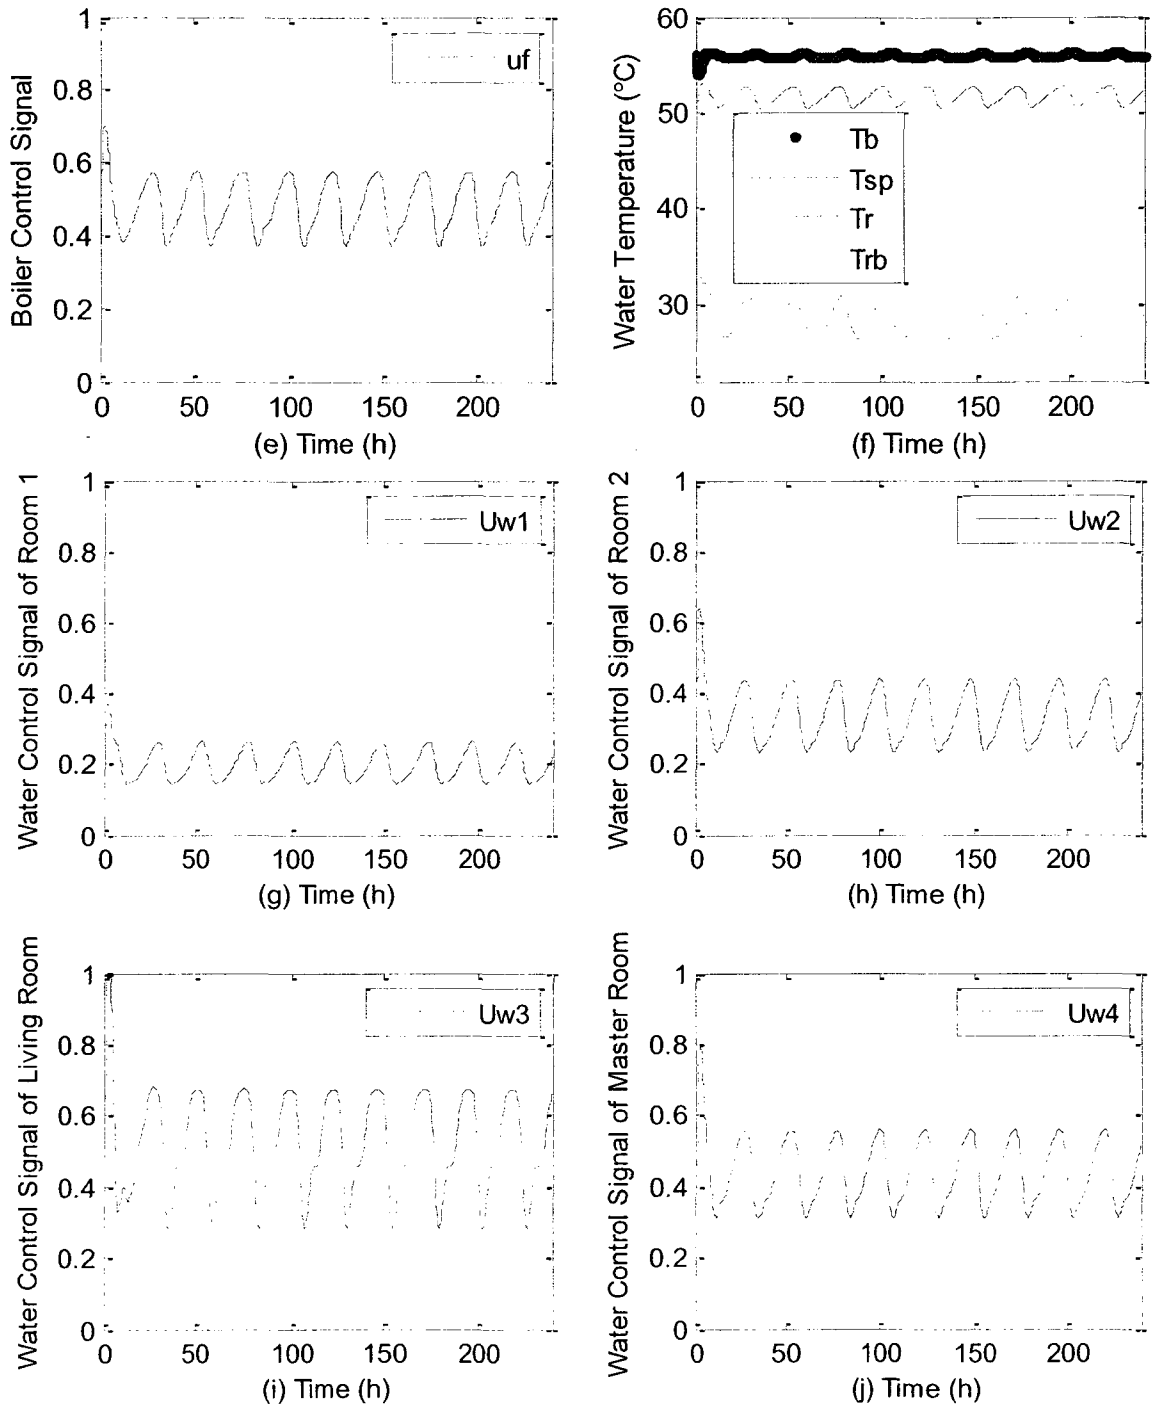 1
0.8
0.6
0.4
0.2
0
Boiler Control Signal
uf
0 50 100 150 200
(e) Time (h)
60
50
40
30
Water Temperature (°C)
Tb
Tsp
Tr
Trb
0 50 100 150 200
(f) Time (h)
1
0.8
0.6
0.4
0.2
0
Water Control Signal of Room 1
Uw1
0 50 100 150 200
(g) Time (h)
1
0.8
0.6
0.4
0.2
0
Water Control Signal of Room 2
Uw2
0 50 100 150 200
(h) Time (h)
1
0.8
0.6
0.4
0.2
0
Water Control Signal of Living Room
Uw3
0 50 100 150 200
(i) Time (h)
1
0.8
0.6
0.4
0.2
0
Water Control Signal of Master Room
Uw4
0 50 100 150 200
(j) Time (h)